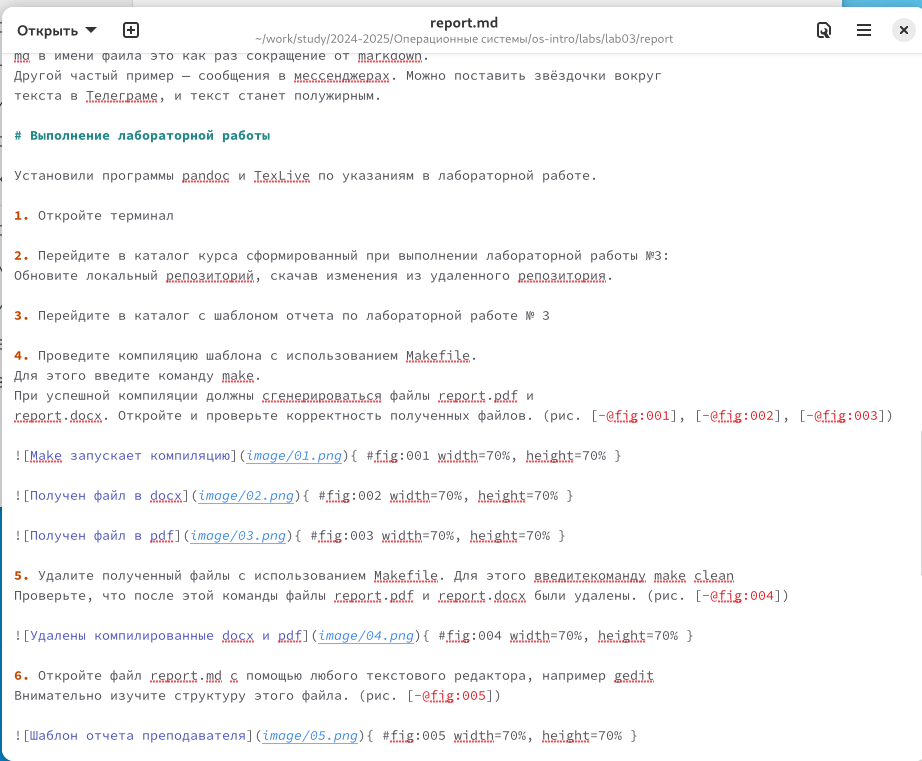 Открыть
report.md
~/work/study/2024-2025/Операционные системы/os-intro/labs/lab03/report
md в имени файла это как раз сокращение от markdown.
Другой частый пример — сообщения в мессенджерах. Можно поставить звёздочки вокруг
текста в Телеграме, и текст станет полужирным.
# Выполнение лабораторной работы
Установили программы pandoc и TexLive по указаниям в лабораторной работе.
1. Откройте терминал
2. Перейдите в каталог курса сформированный при выполнении лабораторной работы №3:
Обновите локальный репозиторий, скачав изменения из удаленного репозитория.
3. Перейдите в каталог с шаблоном отчета по лабораторной работе № 3
4. Проведите компиляцию шаблона с использованием Makefile.
Для этого введите команду make.
При успешной компиляции должны сгенерироваться файлы report.pdf и
report.docx. Откройте и проверьте корректность полученных файлов. (рис. [-@fig:001], [-@fig:002], [-@fig:003])
![Make запускает компиляцию](image/01.png){ #fig:001 width=70%, height=70% }
![Получен файл в docx](image/02.png){ #fig:002 width=70%, height=70% }
![Получен файл в pdf](image/03.png){ #fig:003 width=70%, height=70% }
5. Удалите полученный файлы с использованием Makefile. Для этого введитекоманду make clean
Проверьте, что после этой команды файлы report.pdf и report.docx были удалены. (рис. [-@fig:004])
![Удалены компилированные docx и pdf](image/04.png){ #fig:004 width=70%, height=70% }
6. Откройте файл report.md c помощью любого текстового редактора, например gedit
Внимательно изучите структуру этого файла. (рис. [-@fig:005])
![Шаблон отчета преподавателя](image/05.png){ #fig:005 width=70%, height=70% }